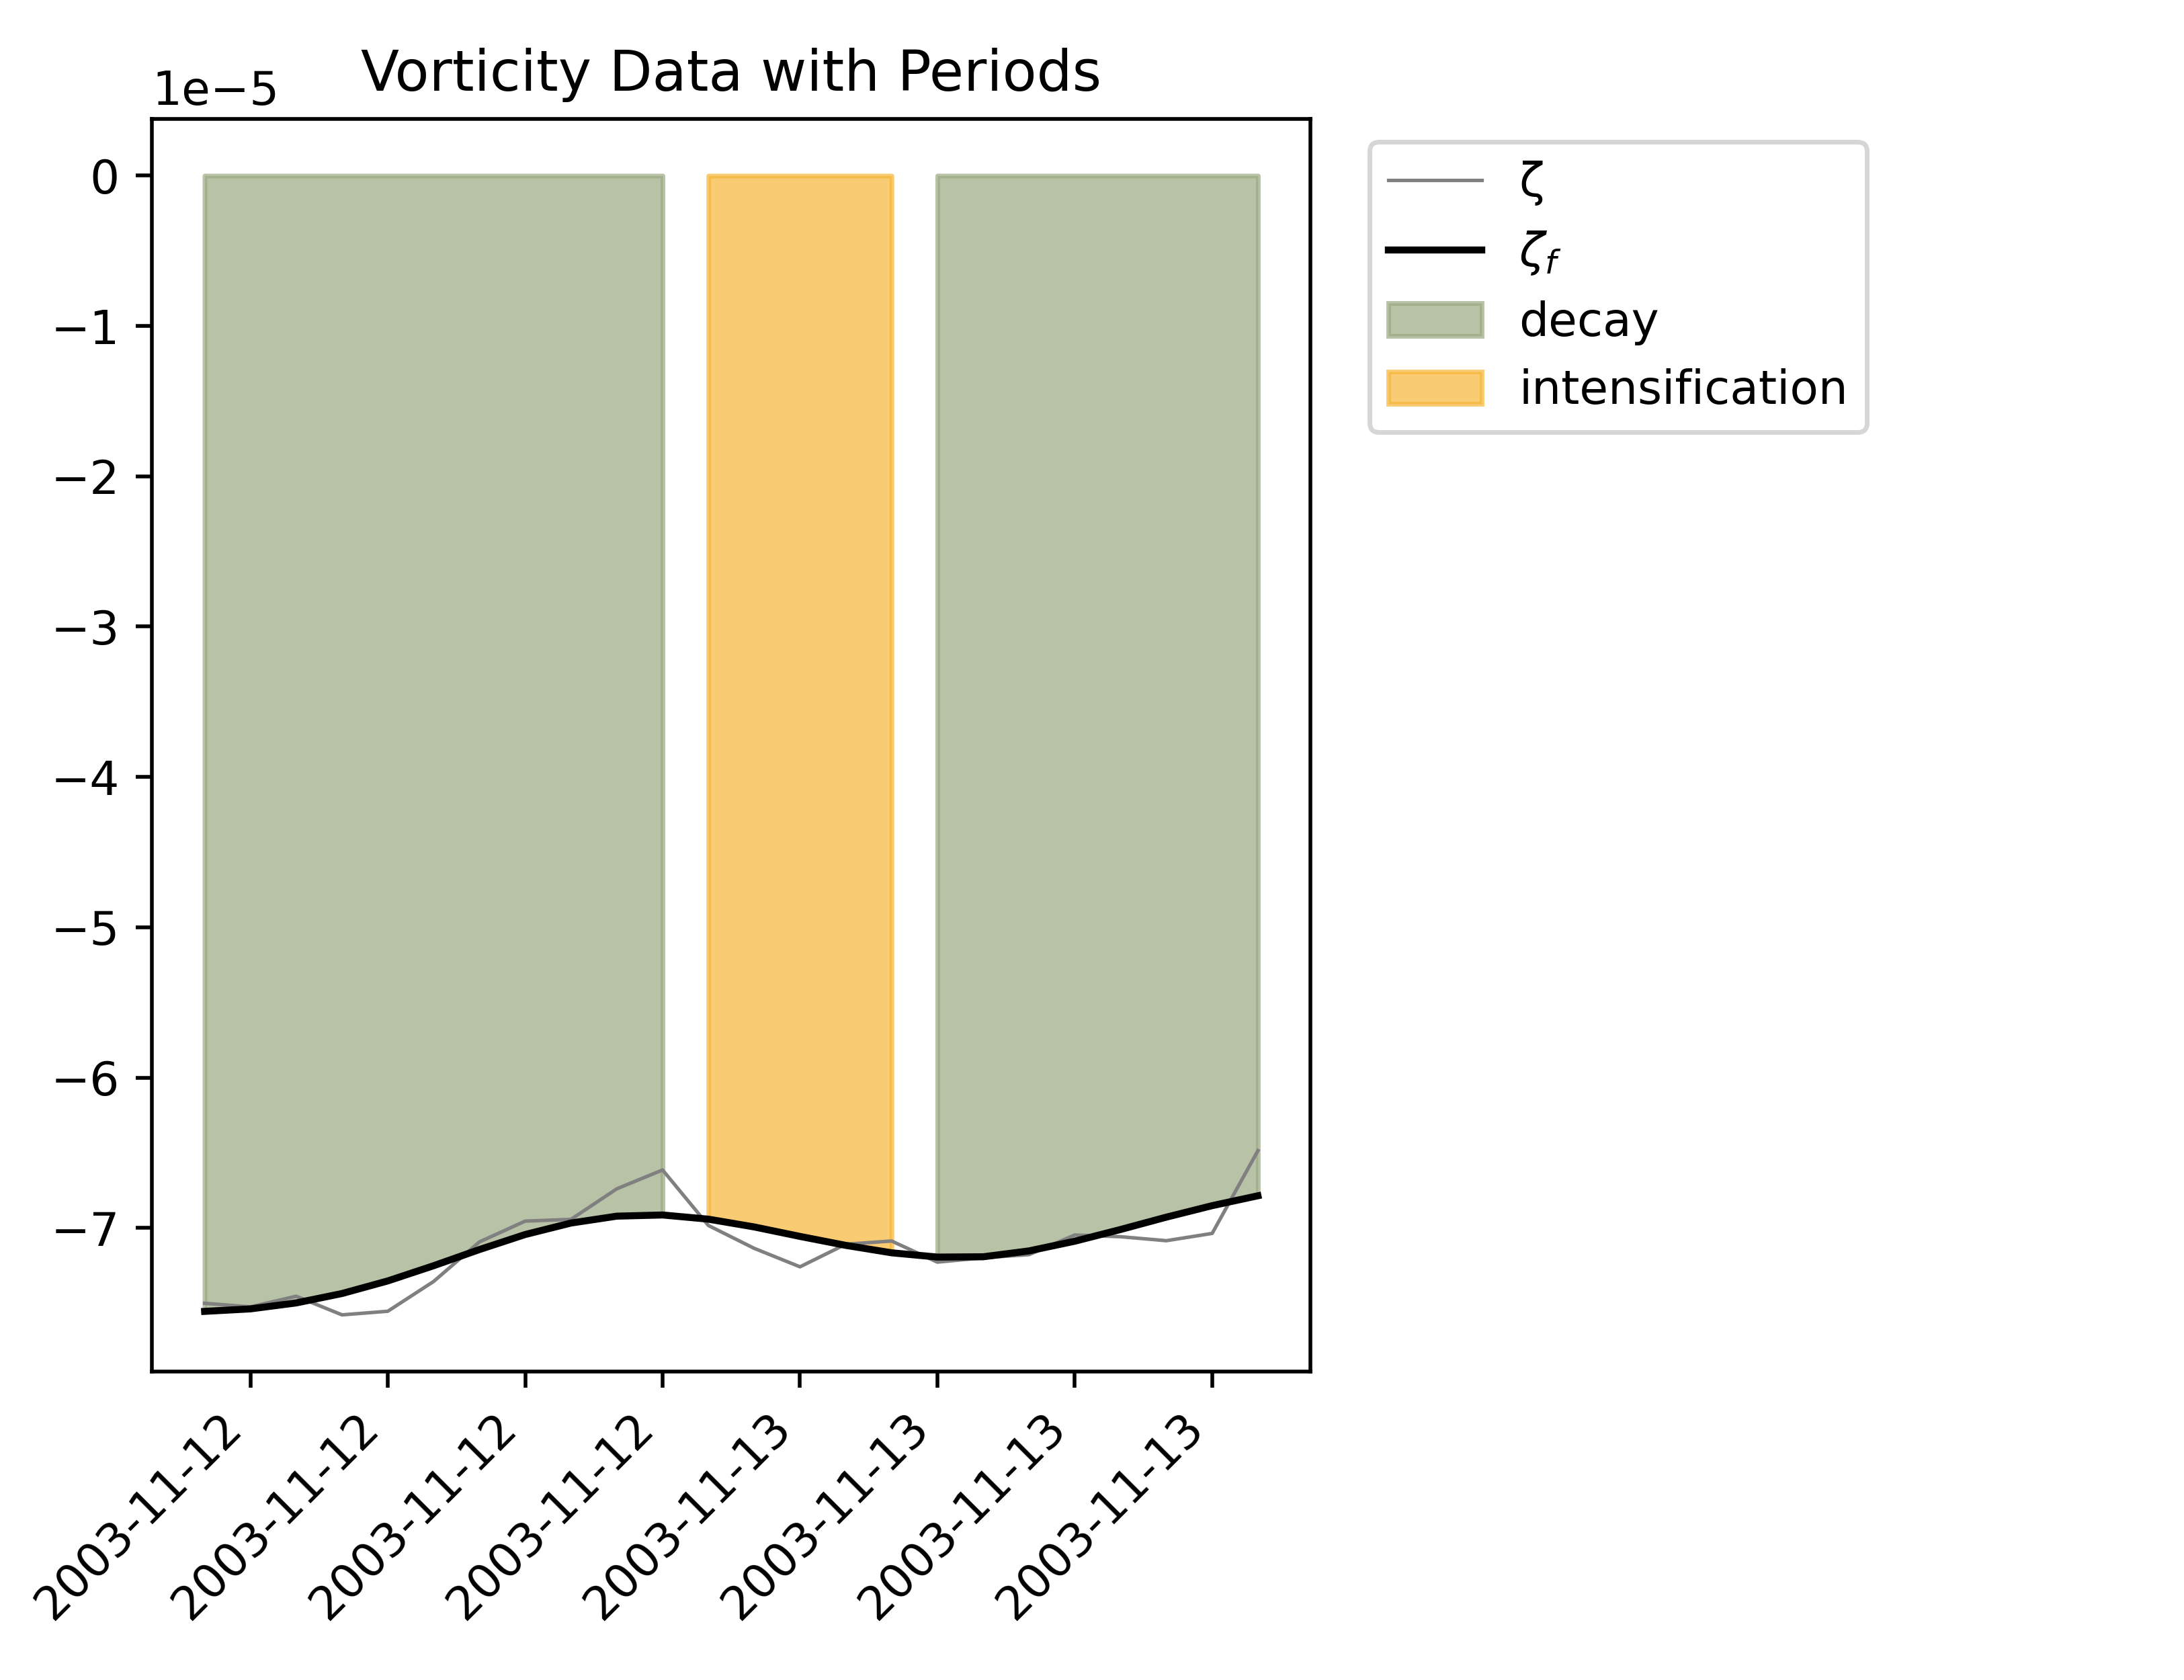 Vorticity Data with Periods
1e−5
0
−1
−2
−3
−4
−5
−6
−7
2003-11-12
2003-11-12
2003-11-12
2003-11-12
2003-11-13
2003-11-13
2003-11-13
2003-11-13
ζ
ζf
decay
intensification